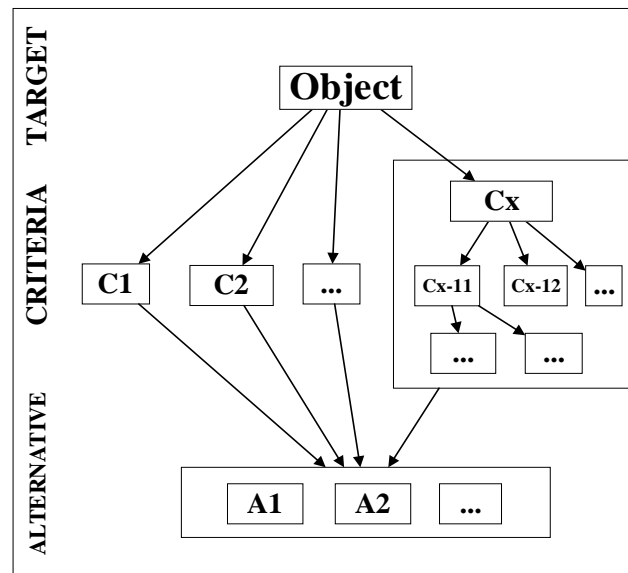 TARGET
Object
CRITERIA
Cx
C1
C2
...
Cx-11
Cx-12
...
...
...
ALTERNATIVE
A1
A2
...